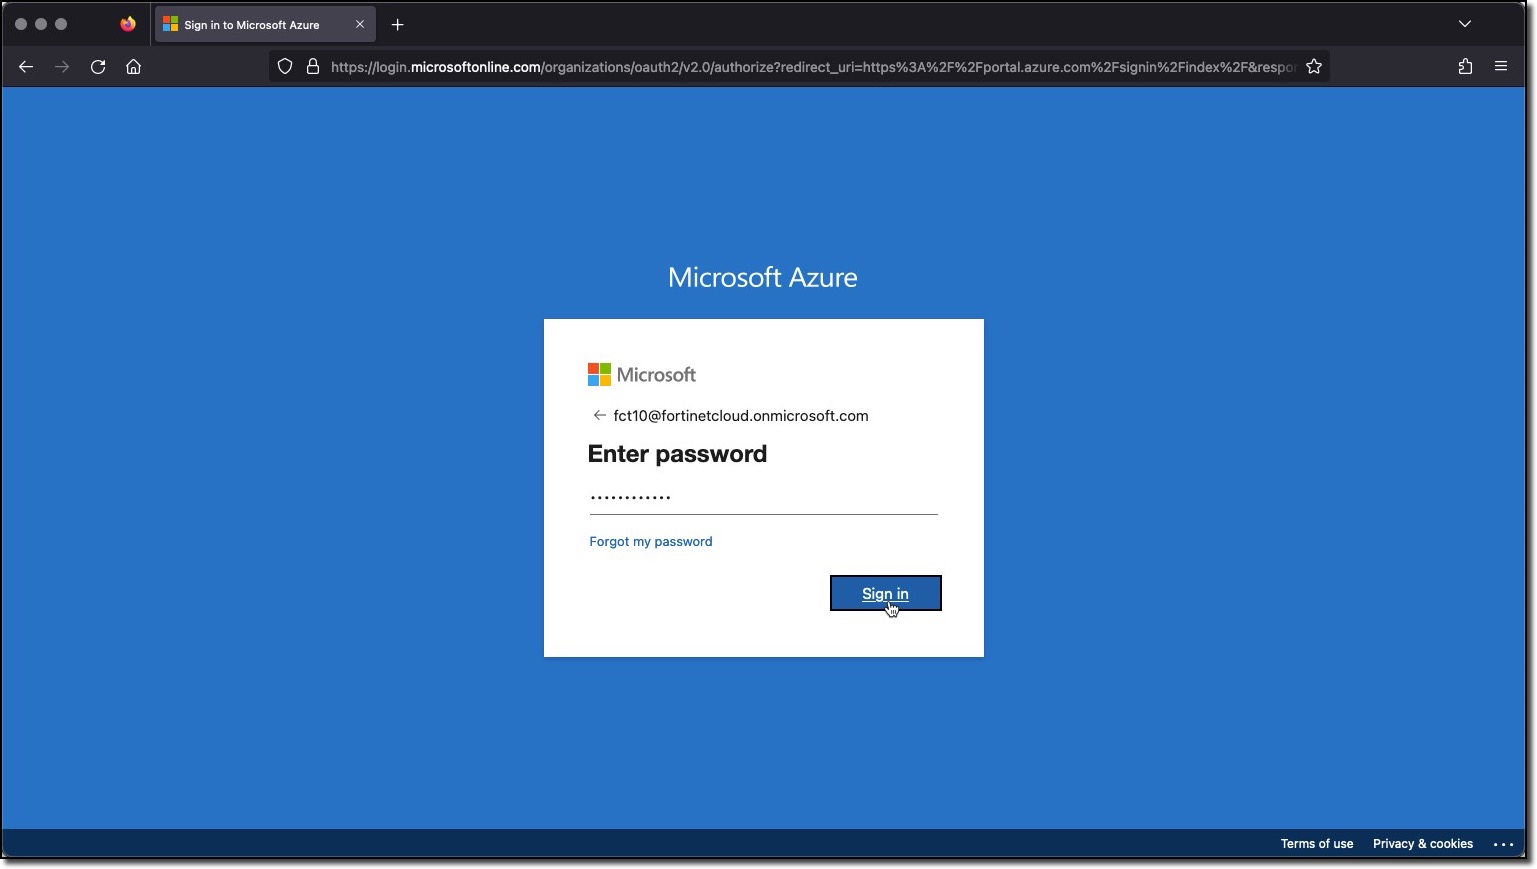 Sign in to Microsoft Azure
https://login.microsoftonline.com/organizations/oauth2/v2.0/authorize?redirect_uri=https%3A%2F%2Fportal.azure.com%2Fsignin%2Findex%2F&respo
Microsoft Azure
Microsoft
fct10@fortinetcloud.onmicrosoft.com
Enter password
Forgot my password
Sign in
Terms of use Privacy & cookies